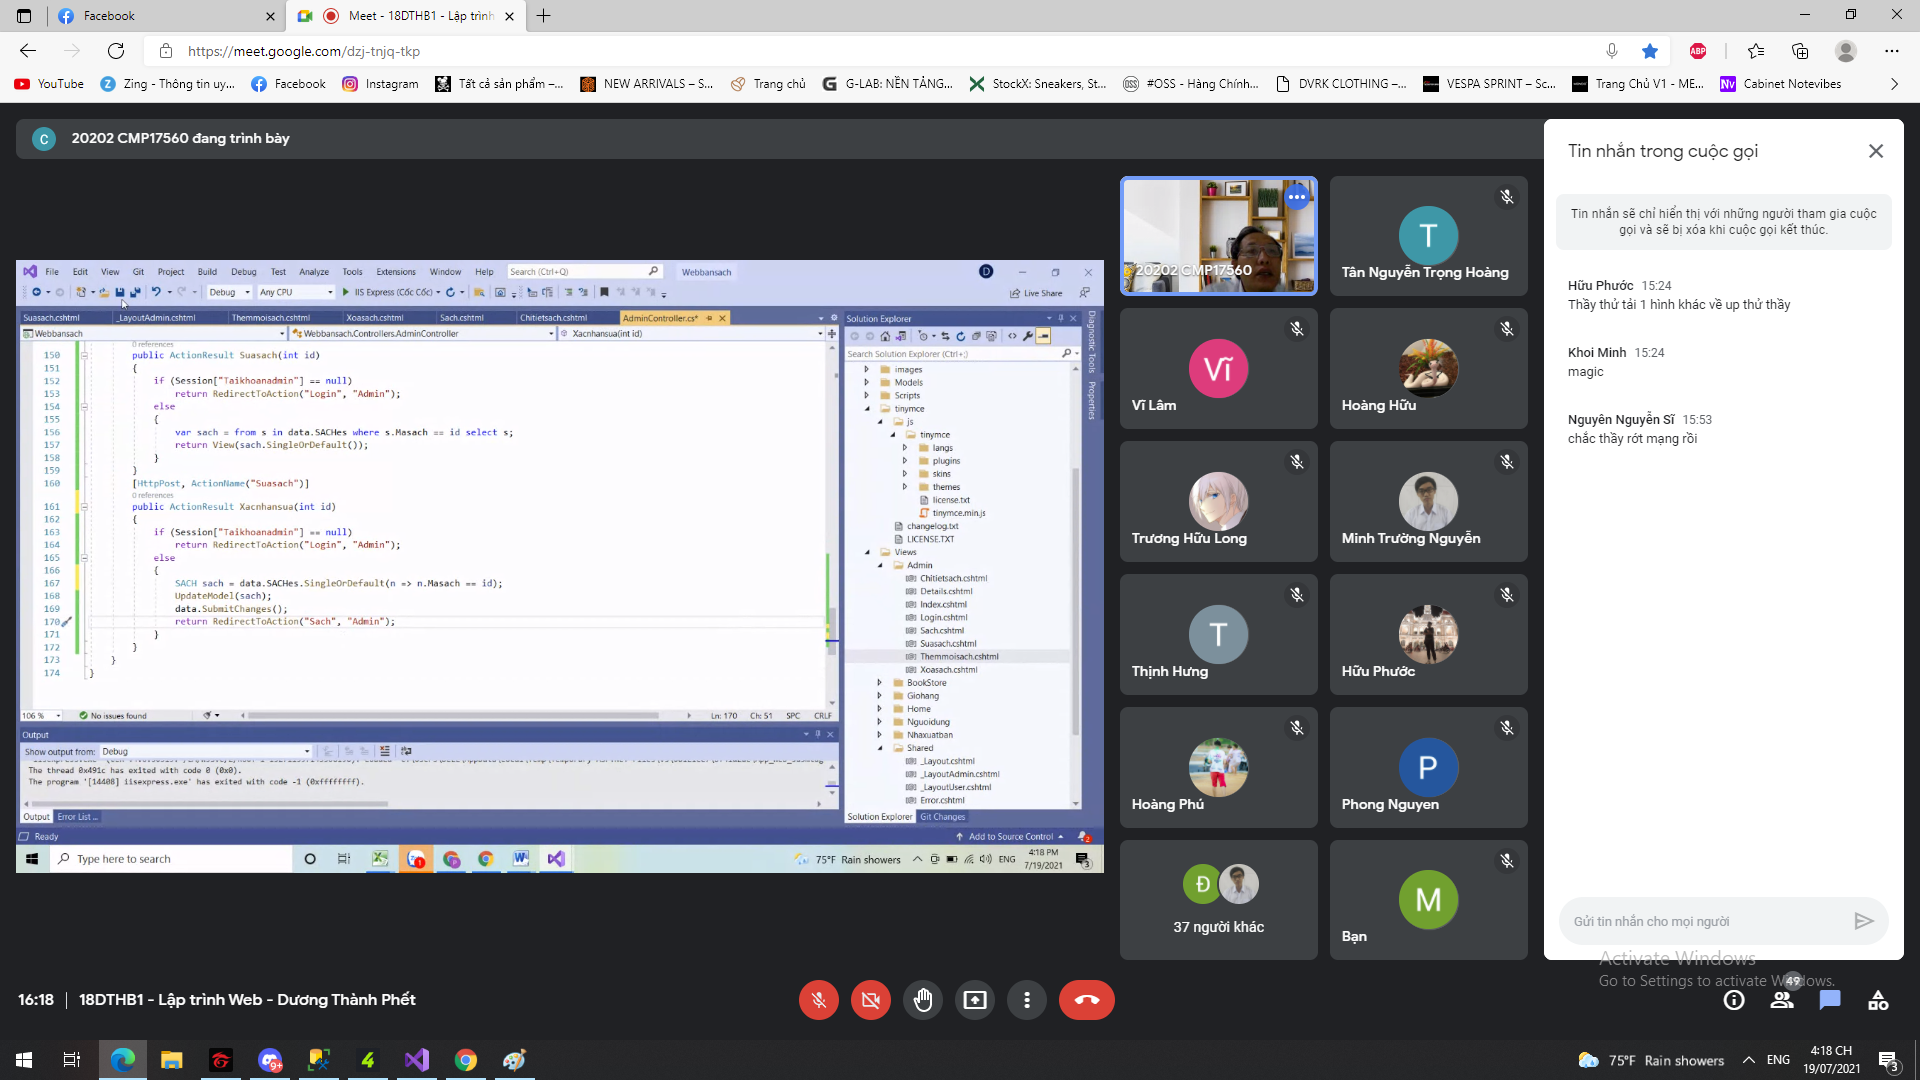 Facebook
Meet - 18DTHB1 - Lập trình
https://meet.google.com/dzj-tnjq-tkp
ABP
YouTube
Zing - Thông tin uy...
Facebook
Instagram
Tất cả sản phẩm –...
NEW ARRIVALS – S...
Trang chủ
G-LAB: NỀN TẢNG...
StockX: Sneakers, St...
#OSS - Hàng Chính...
DVRK CLOTHING –...
VESPA SPRINT – Sc...
Trang Chủ V1 - ME...
Cabinet Notevibes
C
20202 CMP17560 đang trình bày
File Edit View Git Project Build Debug Test Analyze Tools Extensions Window Help
Search (Ctrl+Q)
Webbansach
D
Debug
Any CPU
IIS Express (Cốc Cốc)
Live Share
Suasach.cshtml
_LayoutAdmin.cshtml
Themmoisach.cshtml
Xoasach.cshtml
Sach.cshtml
Chitietsach.cshtml
AdminController.cs*
Webbansach
Webbansach.Controllers.AdminController
Xacnhansua(int id)
0 references
150 public ActionResult Suasach(int id)
151 {
152 if (Session["Taikhoanadmin"] == null)
153 return RedirectToAction("Login", "Admin");
154 else
155 {
156 var sach = from s in data.SACHes where s.Masach == id select s;
157 return View(sach.SingleOrDefault());
158 }
159 }
160 [HttpPost, ActionName("Suasach")]
0 references
161 public ActionResult Xacnhansua(int id)
162 {
163 if (Session["Taikhoanadmin"] == null)
164 return RedirectToAction("Login", "Admin");
165 else
166 {
167 SACH sach = data.SACHes.SingleOrDefault(n => n.Masach == id);
168 UpdateModel(sach);
169 data.SubmitChanges();
170 return RedirectToAction("Sach", "Admin");
171 }
172 }
173 }
174 }
106 %
No issues found
Ln: 170
Ch: 51
SPC
CRLF
Output
Show output from: Debug
The thread 0x491c has exited with code 0 (0x0).
The program '[14408] iisexpress.exe' has exited with code -1 (0xffffffff).
Output
Error List ...
Solution Explorer
Search Solution Explorer (Ctrl+;)
images
Models
Scripts
tinymce
js
tinymce
langs
plugins
skins
themes
license.txt
tinymce.min.js
changelog.txt
LICENSE.TXT
Views
Admin
Chitietsach.cshtml
Details.cshtml
Index.cshtml
Login.cshtml
Sach.cshtml
Suasach.cshtml
Themmoisach.cshtml
Xoasach.cshtml
BookStore
Giohang
Home
Nguoidung
Nhaxuatban
Shared
_Layout.cshtml
_LayoutAdmin.cshtml
_LayoutUser.cshtml
Error.cshtml
Solution Explorer
Git Changes
Diagnostic Tools
Properties
Ready
Add to Source Control
2
Type here to search
75°F Rain showers
ENG
4:18 PM
7/19/2021
3
20202 CMP17560
T
Tân Nguyễn Trọng Hoàng
Vĩ
Vĩ Lâm
Hoàng Hữu
Trương Hữu Long
Minh Trường Nguyễn
T
Thịnh Hưng
Hữu Phước
Hoàng Phú
P
Phong Nguyen
Đ
37 người khác
M
Bạn
Tin nhắn trong cuộc gọi
Tin nhắn sẽ chỉ hiển thị với những người tham gia cuộc
gọi và sẽ bị xóa khi cuộc gọi kết thúc.
Hữu Phước 15:24
Thầy thử tải 1 hình khác về up thử thầy
Khoi Minh 15:24
magic
Nguyên Nguyễn Sĩ 15:53
chắc thầy rớt mạng rồi
Gửi tin nhắn cho mọi người
Activate Windows
Go to Settings to activate Windows.
16:18
18DTHB1 - Lập trình Web - Dương Thành Phết
49
9+
4
75°F Rain showers
ENG
4:18 CH
19/07/2021
3